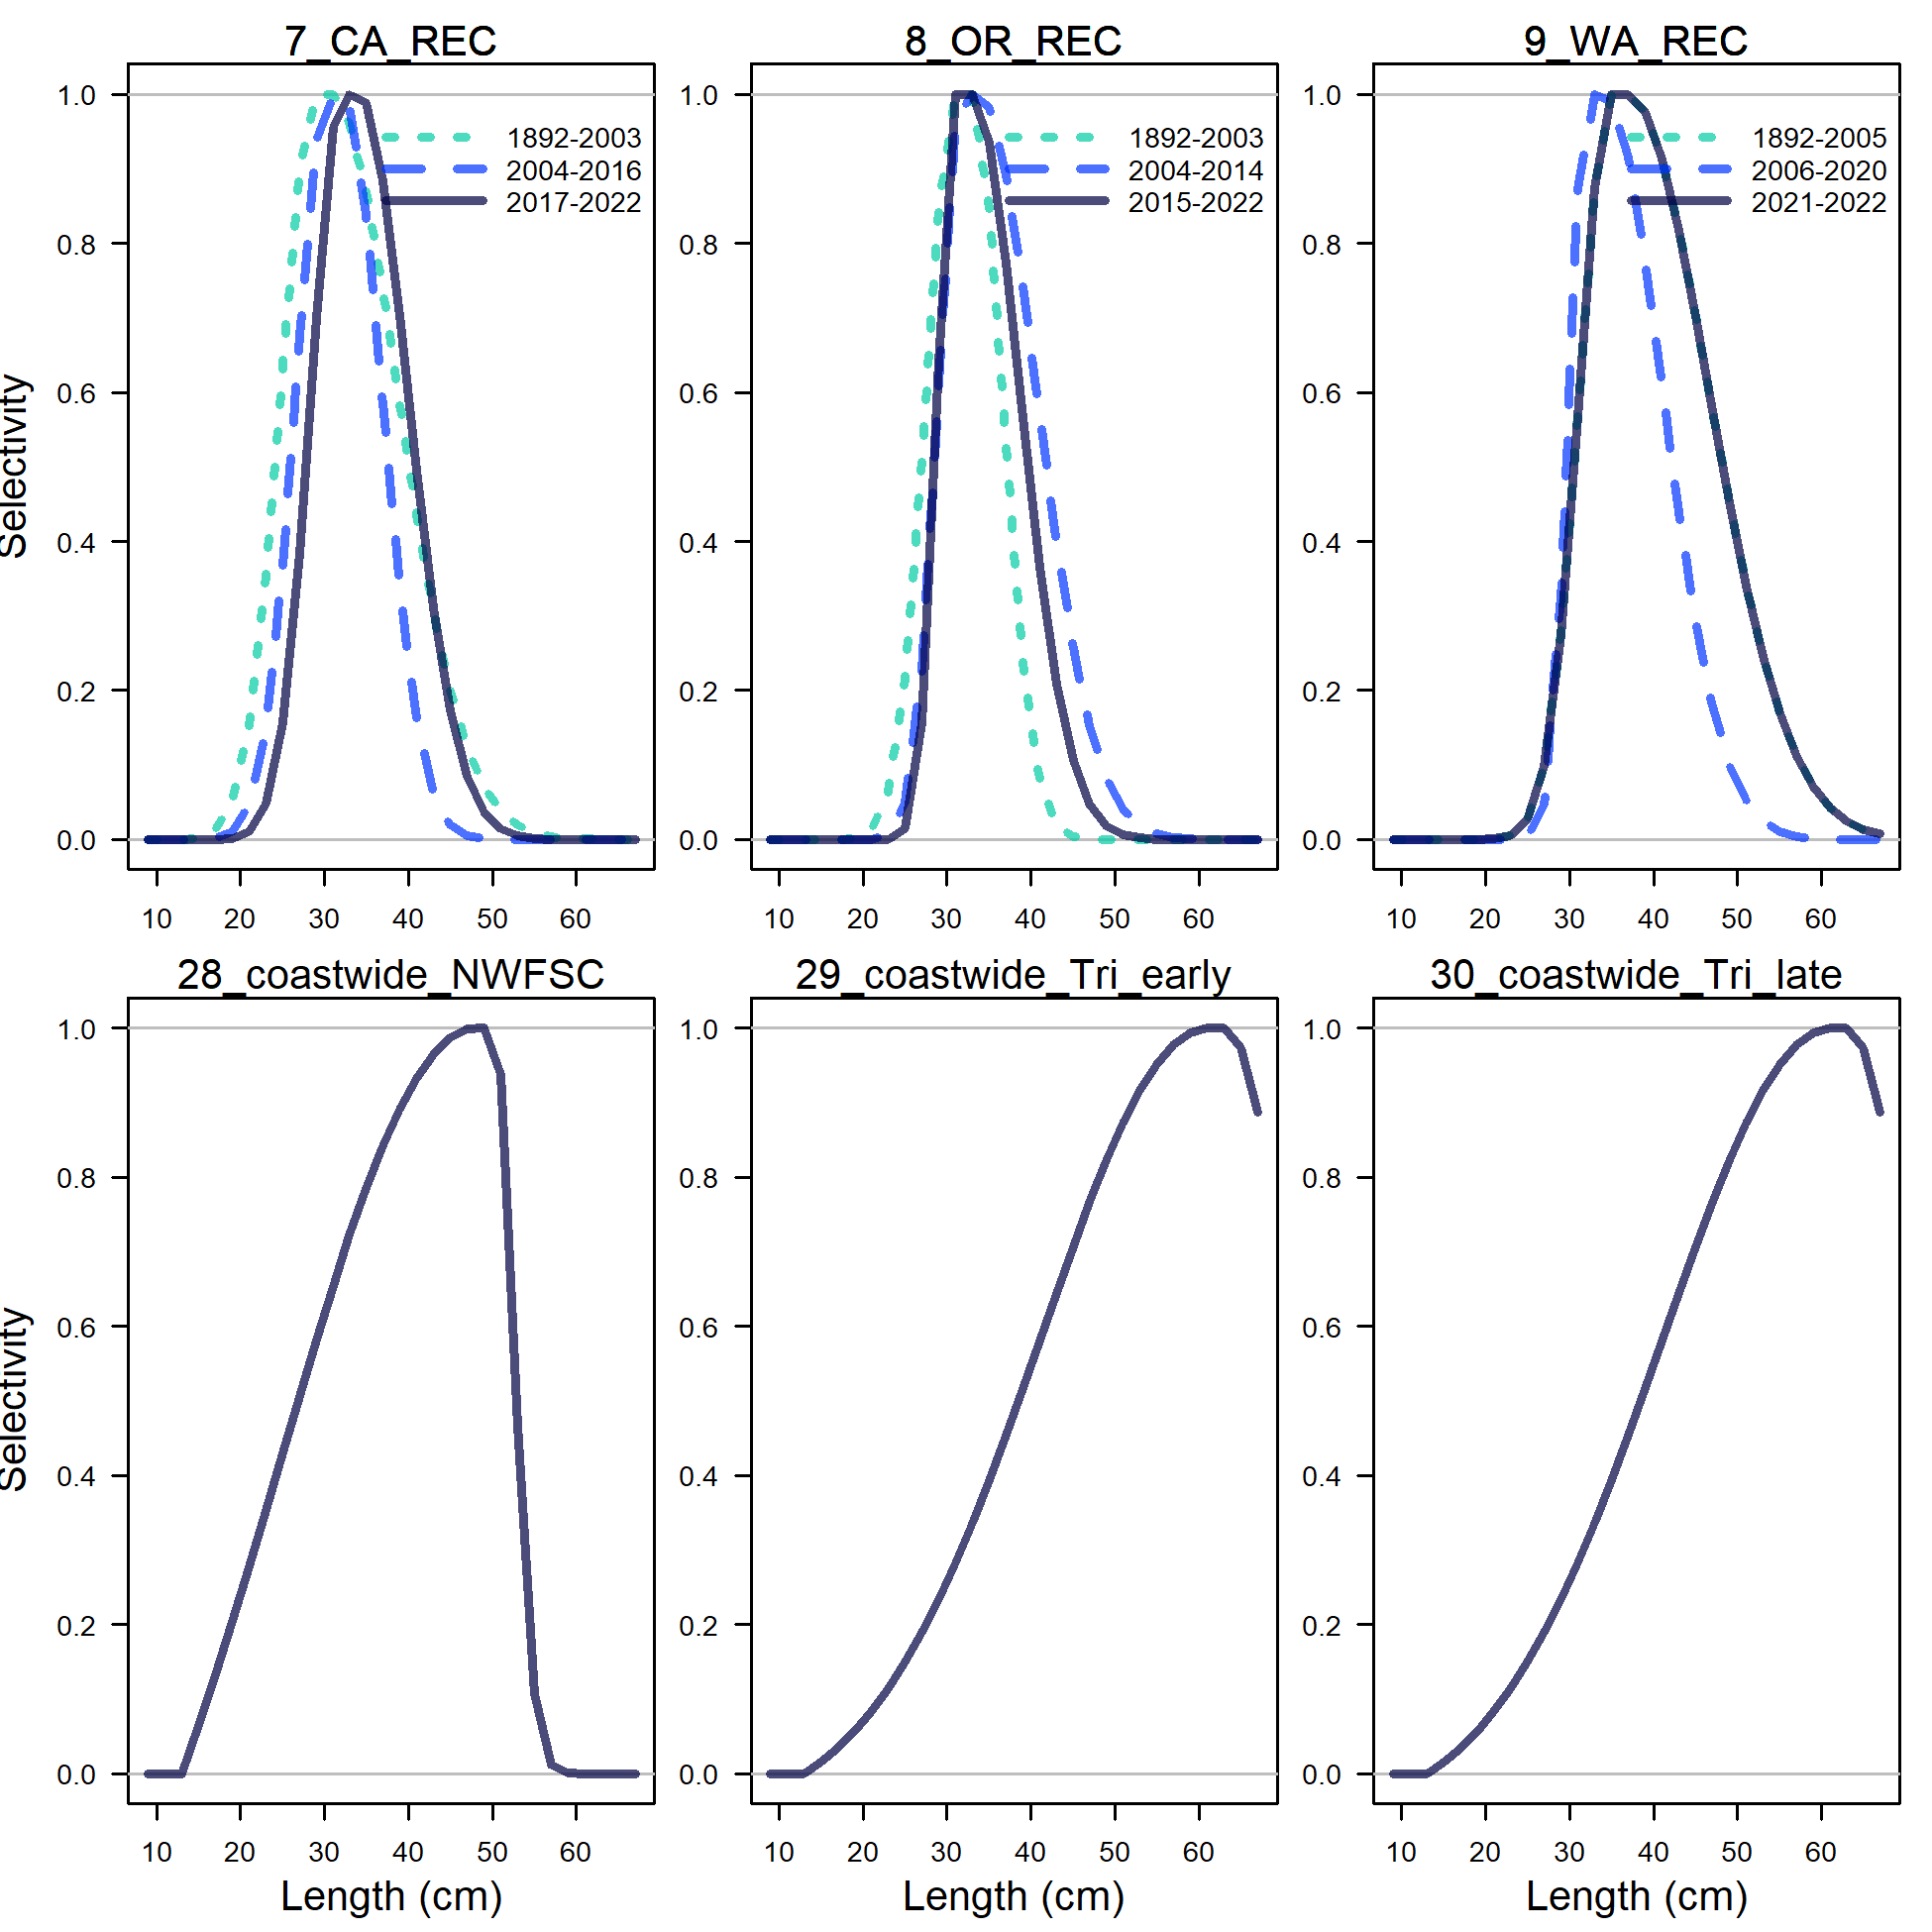 7_CA_REC
8_OR_REC
9_WA_REC
Selectivity
1.0
0.8
0.6
0.4
0.2
0.0
10 20 30 40 50 60
1892-2003
2004-2016
2017-2022
1.0
0.8
0.6
0.4
0.2
0.0
10 20 30 40 50 60
1892-2003
2004-2014
2015-2022
1.0
0.8
0.6
0.4
0.2
0.0
10 20 30 40 50 60
1892-2005
2006-2020
2021-2022
28_coastwide_NWFSC
29_coastwide_Tri_early
30_coastwide_Tri_late
Selectivity
1.0
0.8
0.6
0.4
0.2
0.0
10 20 30 40 50 60
Length (cm)
1.0
0.8
0.6
0.4
0.2
0.0
10 20 30 40 50 60
Length (cm)
1.0
0.8
0.6
0.4
0.2
0.0
10 20 30 40 50 60
Length (cm)